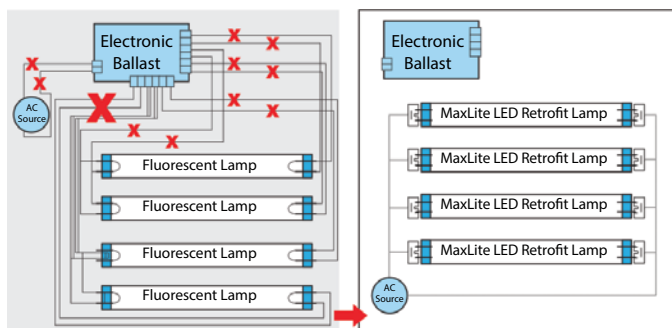 Electronic
Ballast
AC
Source
Fluorescent Lamp
Fluorescent Lamp
Fluorescent Lamp
Fluorescent Lamp
Electronic
Ballast
MaxLite LED Retrofit Lamp
MaxLite LED Retrofit Lamp
MaxLite LED Retrofit Lamp
MaxLite LED Retrofit Lamp
AC
Source